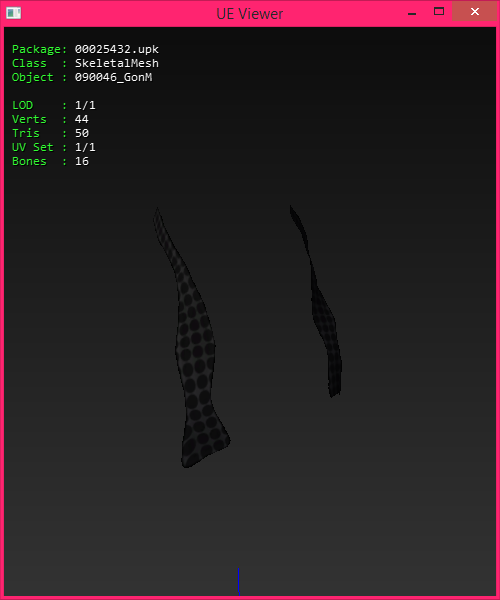 UE Viewer
Package: 00025432.upk
Class : SkeletalMesh
Object : 090046_GonM
LOD : 1/1
Verts : 44
Tris : 50
UV Set : 1/1
Bones : 16